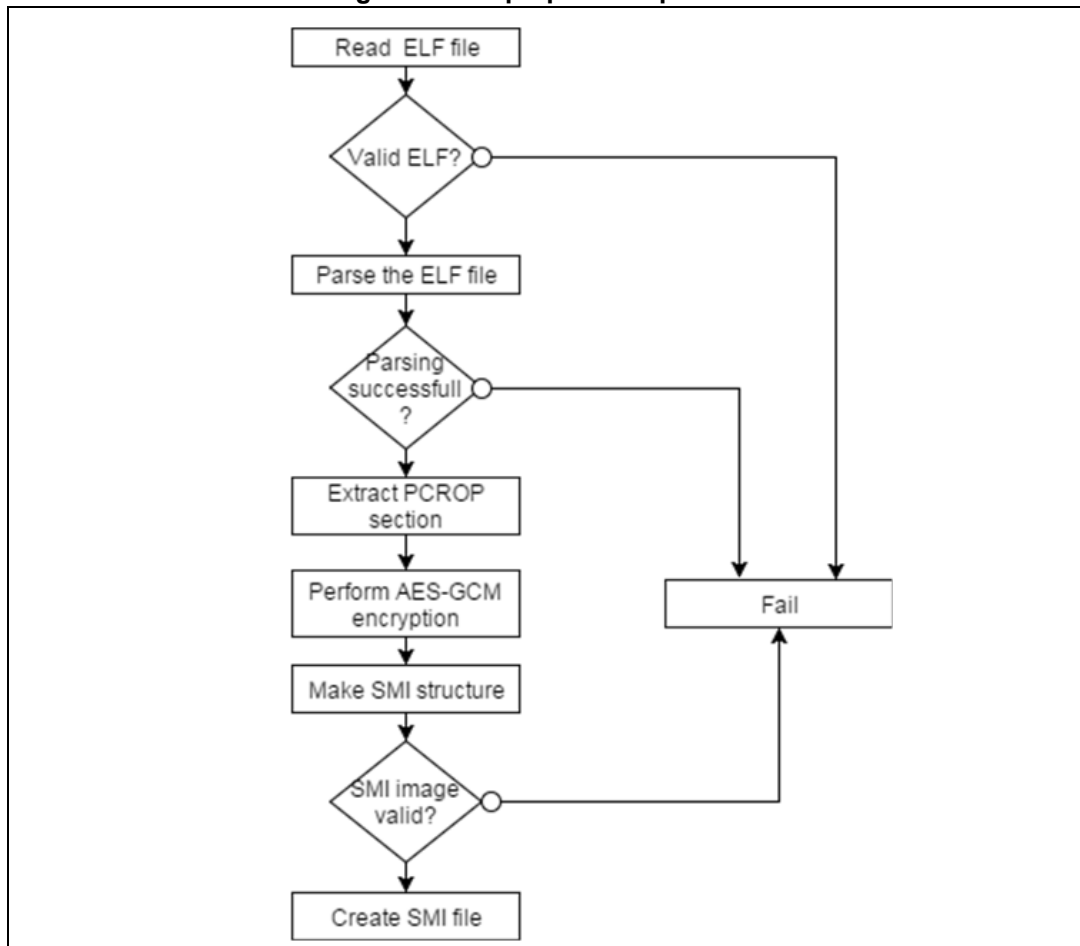 Read ELF file
Valid ELF?
Parse the ELF file
Parsing
successfull
?
Extract PCROP
section
Perform AES-GCM
encryption
Fail
Make SMI structure
SMI image
valid?
Create SMI file